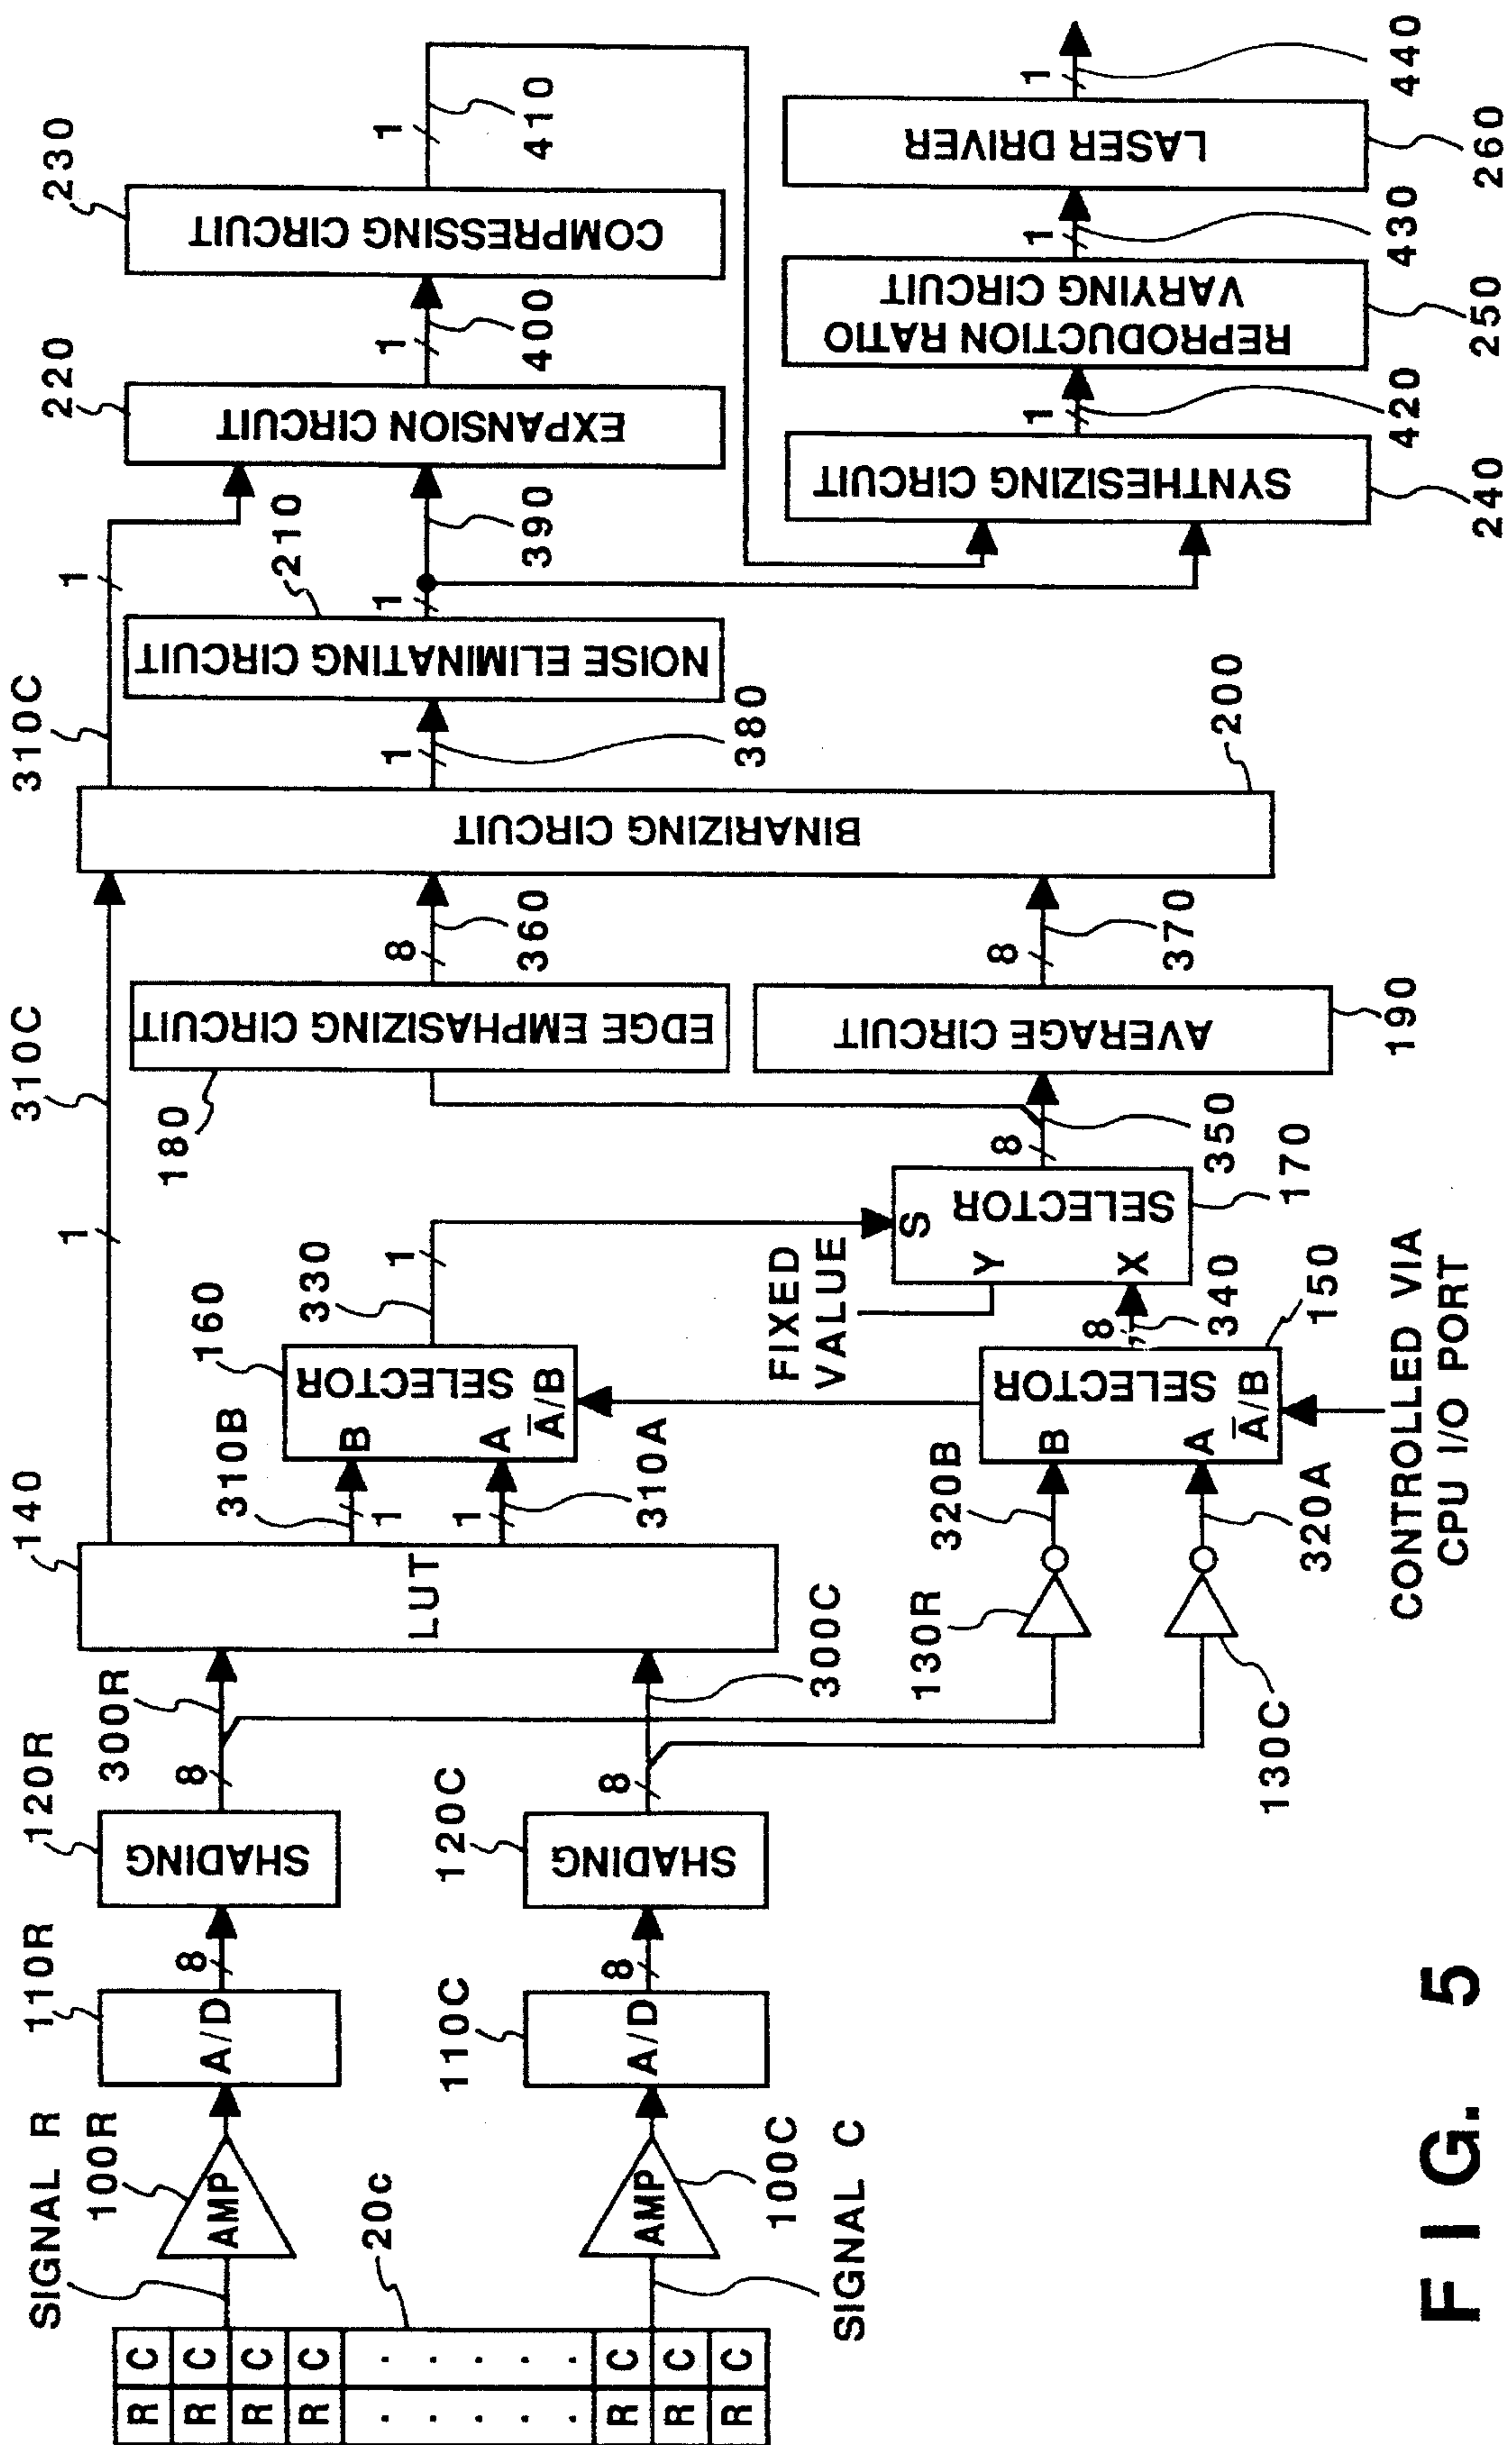 SIGNAL R
100R
110R
120R
300R
140
310C
310C
AMP
A/D
8
SHADING
8
LUT
1
1
R C
R C
R C
R C
. .
. .
. .
. .
. .
R C
R C
R C
20c
110C
120C
AMP
A/D
8
SHADING
8
300C
100C
SIGNAL C
130R
130C
310B
1
1
310A
160
SELECTOR
B
A
A̅/B
330
1
320B
320A
SELECTOR
B
A
A̅/B
150
CONTROLLED VIA
CPU I/O PORT
8
340
FIXED
VALUE
SELECTOR
S
Y
X
170
8
350
180
EDGE EMPHASIZING CIRCUIT
8
360
AVERAGE CIRCUIT
190
8
370
BINARIZING CIRCUIT
200
1
380
NOISE ELIMINATING CIRCUIT
210
1
390
EXPANSION CIRCUIT
220
1
400
COMPRESSING CIRCUIT
230
1
410
SYNTHESIZING CIRCUIT
240
1
420
REPRODUCTION RATIO
VARYING CIRCUIT
250
1
430
LASER DRIVER
260
1
440
FIG. 5